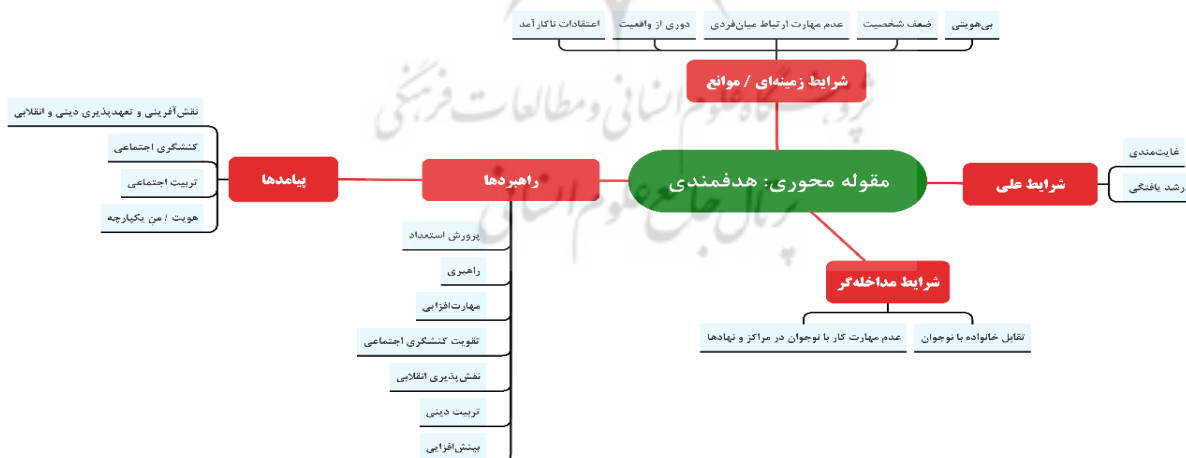 بی‌هویتی
ضعف شخصیت
عدم مهارت ارتباط میان‌فردی
دوری از واقعیت
اعتقادات ناکارآمد
شرایط زمینه‌ای / موانع
مقوله محوری: هدفمندی
شرایط علی
غایت‌مندی
رشد یافتگی
شرایط مداخله‌گر
تقابل خانواده با نوجوان
عدم مهارت کار با نوجوان در مراکز و نهادها
راهبردها
پرورش استعداد
راهبری
مهارت‌افزایی
تقویت کنشگری اجتماعی
نقش‌پذیری انقلابی
تربیت دینی
بینش‌افزایی
پیامدها
نقش‌آفرینی و تعهدپذیری دینی و انقلابی
کنشگری اجتماعی
تربیت اجتماعی
هویت / من یکپارچه
پژوهشگاه علوم انسانی و مطالعات فرهنگی
پرتال جامع علوم انسانی